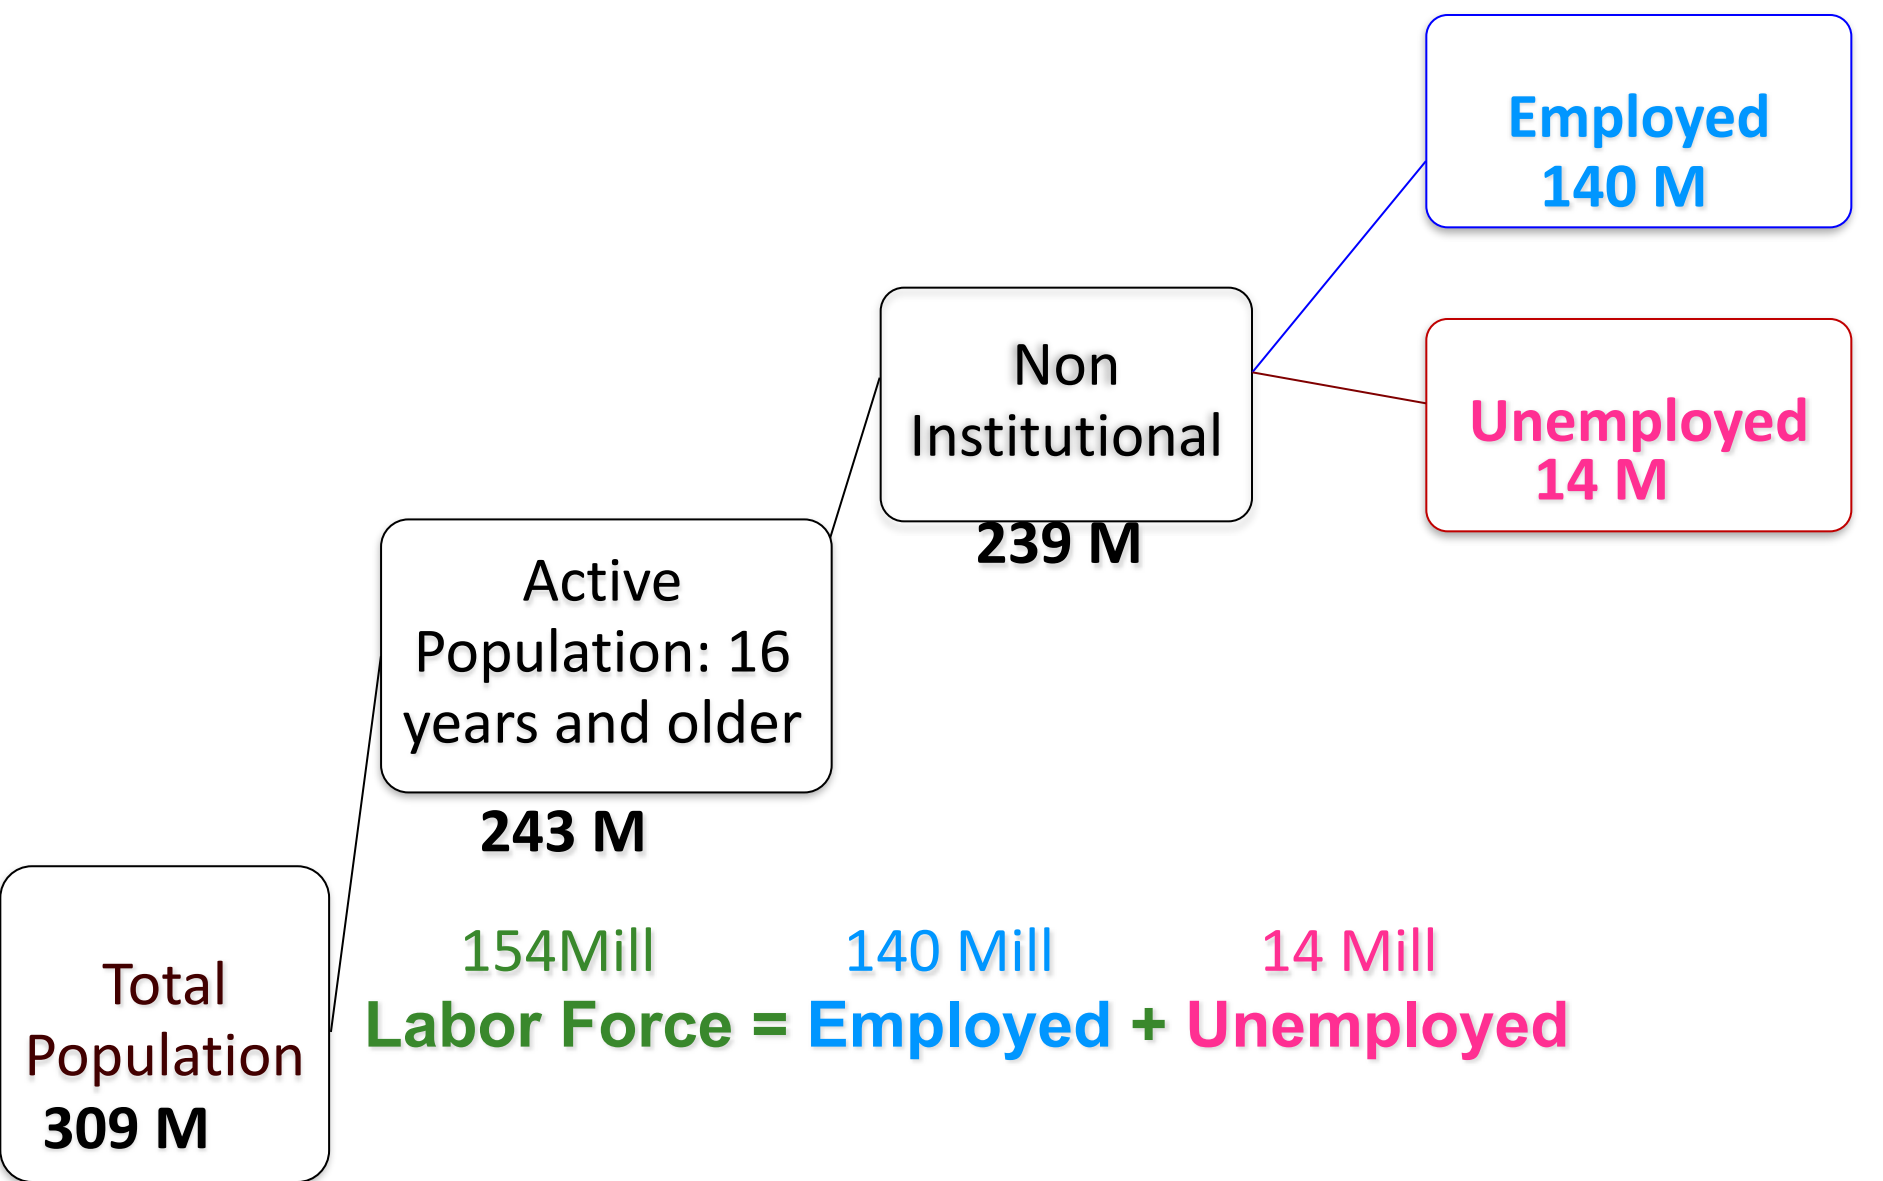 Employed
140 M
Non
Institutional
239 M
Unemployed
14 M
Active
Population: 16
years and older
243 M
Total
Population
309 M
154Mill 140 Mill 14 Mill
Labor Force = Employed + Unemployed